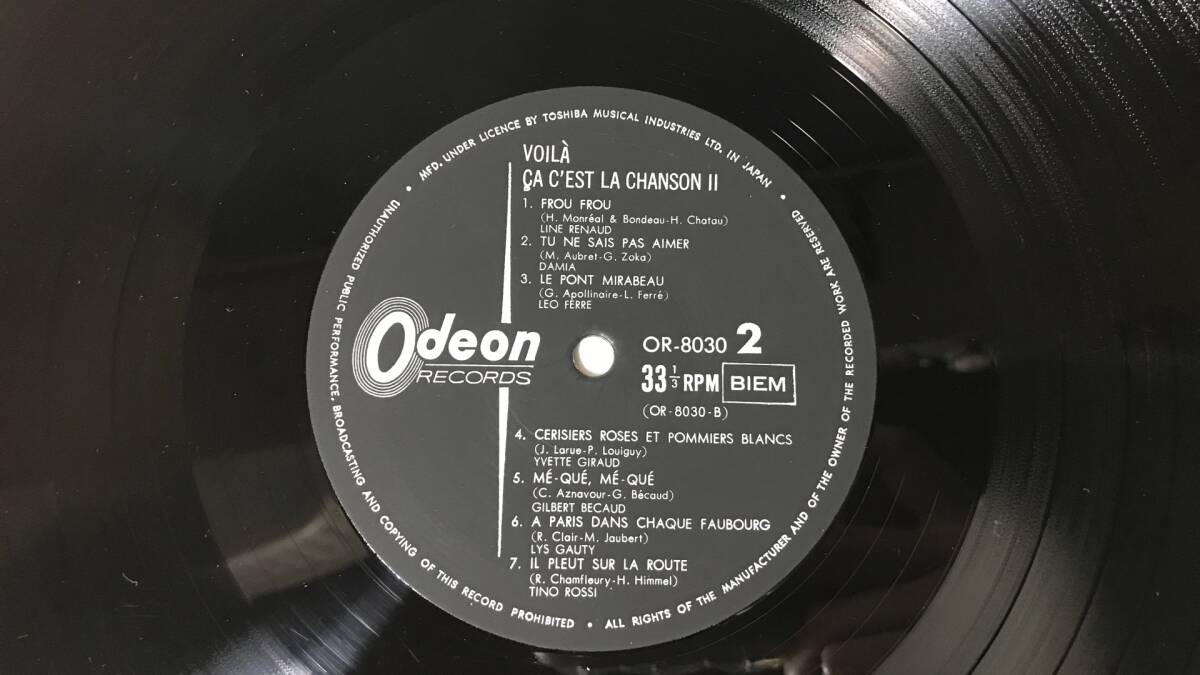 MFD. UNDER LICENCE BY TOSHIBA MUSICAL INDUSTRIES LTD. IN JAPAN •
VOILÀ
ÇA C'EST LA CHANSON II
1. FROU FROU
(H. Monréal & Bondeau-H. Chatau)
LINE RENAUD
2. TU NE SAIS PAS AIMER
(M. Aubret-G. Zoka)
DAMIA
3. LE PONT MIRABEAU
(G. Apollinaire-L. Ferré)
LEO FERRE
Odeon
RECORDS
OR-8030 2
33 1/3 RPM BIEM
(OR-8030-B)
4. CERISIERS ROSES ET POMMIERS BLANCS
(J. Larue-P. Louiguy)
YVETTE GIRAUD
5. MÉ-QUÉ, MÉ-QUÉ
(C. Aznavour-G. Bécaud)
GILBERT BECAUD
6. A PARIS DANS CHAQUE FAUBOURG
(R. Clair-M. Jaubert)
LYS GAUTY
7. IL PLEUT SUR LA ROUTE
(R. Chamfleury-H. Himmel)
TINO ROSSI
• UNAUTHORIZED PUBLIC PERFORMANCE, BROADCASTING AND COPYING OF THIS RECORD PROHIBITED • ALL RIGHTS OF THE MANUFACTURER AND OF THE OWNER OF THE RECORDED WORK ARE RESERVED •